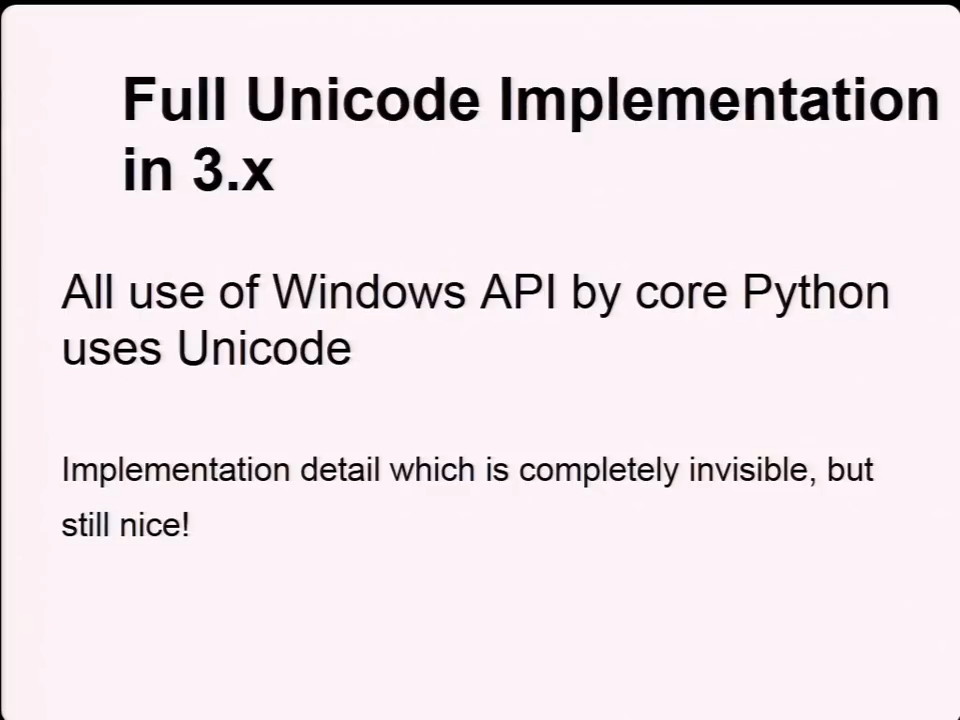 Full Unicode Implementation
in 3.x
All use of Windows API by core Python
uses Unicode
Implementation detail which is completely invisible, but
still nice!